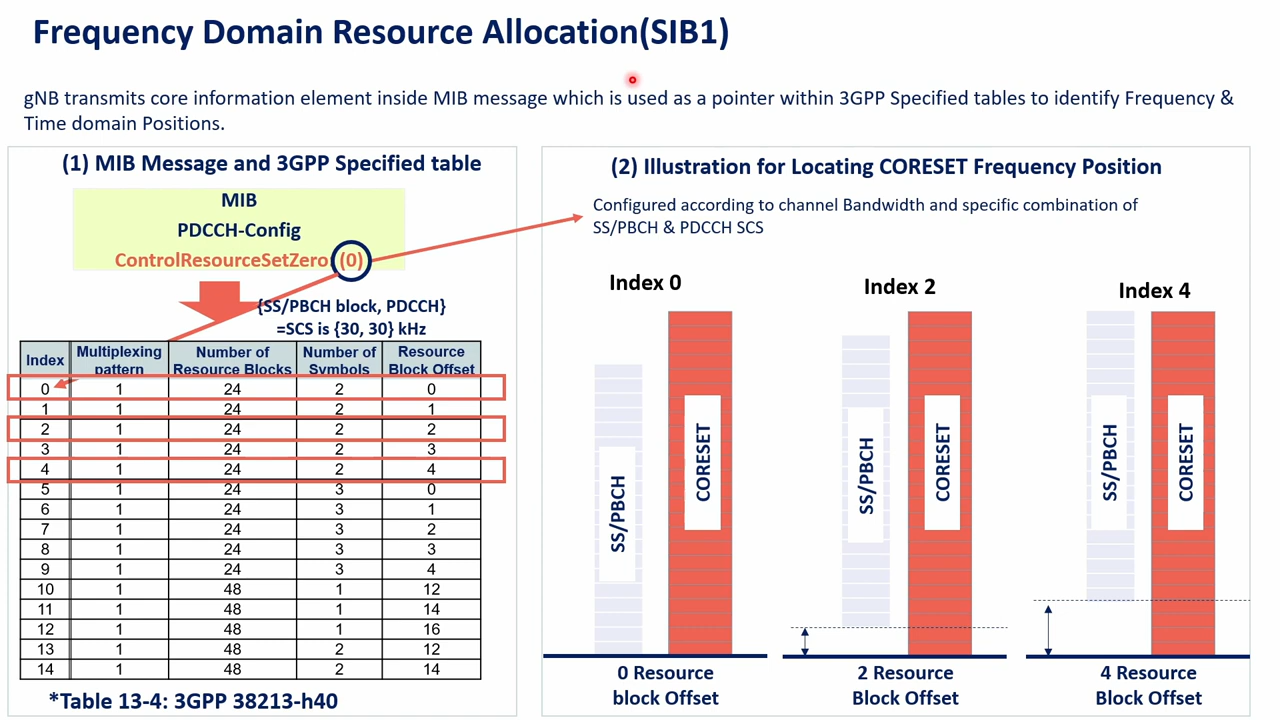 Frequency Domain Resource Allocation(SIB1)
gNB transmits core information element inside MIB message which is used as a pointer within 3GPP Specified tables to identify Frequency &
Time domain Positions.
(1) MIB Message and 3GPP Specified table
MIB
PDCCH-Config
ControlResourceSetZero (0)
{SS/PBCH block, PDCCH}
=SCS is {30, 30} kHz
Index Multiplexing pattern Number of Resource Blocks Number of Symbols Resource Block Offset
0 1 24 2 0
1 1 24 2 1
2 1 24 2 2
3 1 24 2 3
4 1 24 2 4
5 1 24 3 0
6 1 24 3 1
7 1 24 3 2
8 1 24 3 3
9 1 24 3 4
10 1 48 1 12
11 1 48 1 14
12 1 48 1 16
13 1 48 2 12
14 1 48 2 14
*Table 13-4: 3GPP 38213-h40
(2) Illustration for Locating CORESET Frequency Position
Configured according to channel Bandwidth and specific combination of
SS/PBCH & PDCCH SCS
Index 0
SS/PBCH
CORESET
0 Resource
block Offset
Index 2
SS/PBCH
CORESET
2 Resource
Block Offset
Index 4
SS/PBCH
CORESET
4 Resource
Block Offset